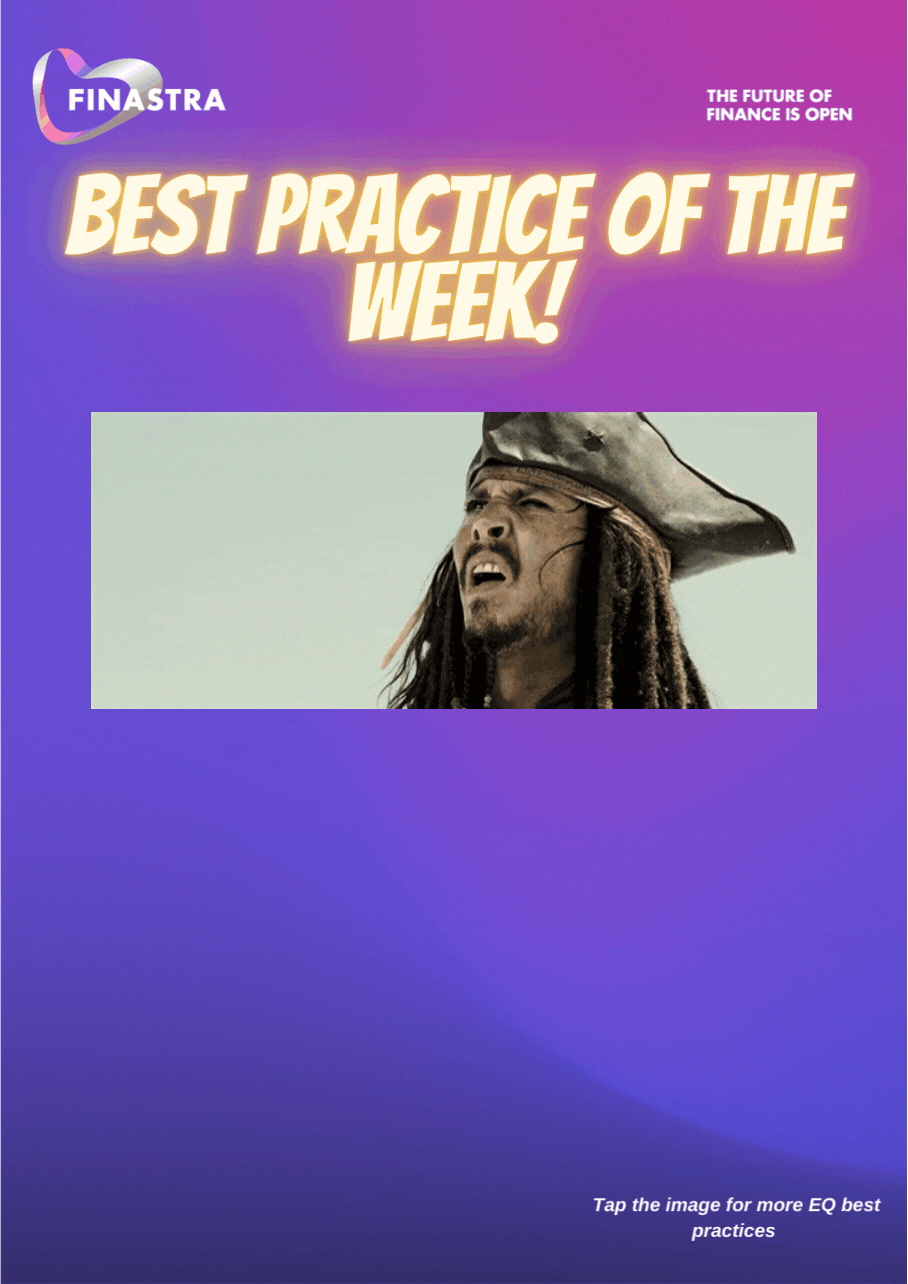 FINASTRA
THE FUTURE OF
FINANCE IS OPEN
BEST PRACTICE OF THE
WEEK!
Tap the image for more EQ best
practices